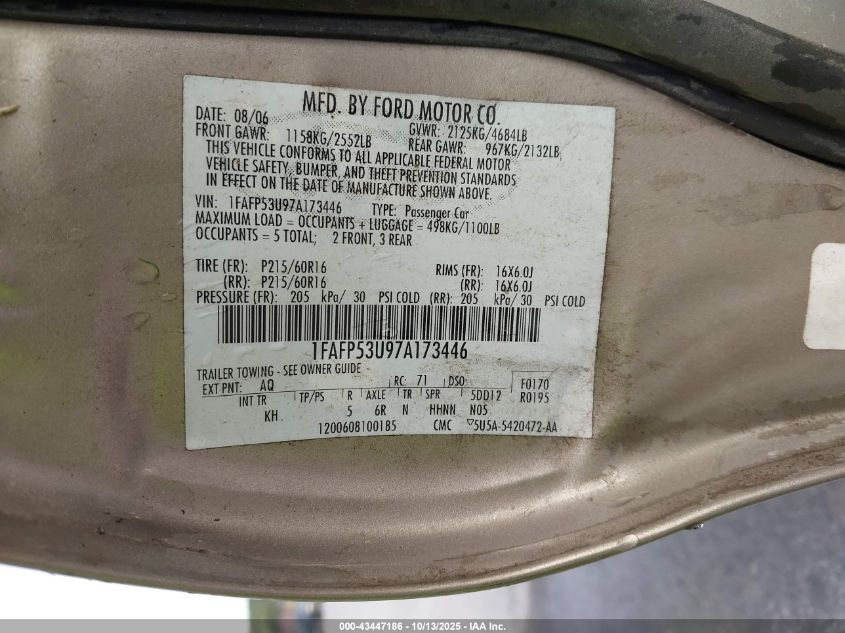 MFD. BY FORD MOTOR CO.
DATE: 08/06 GVWR: 2125KG/4684LB
FRONT GAWR: 1158KG/2552LB REAR GAWR: 967KG/2132LB
THIS VEHICLE CONFORMS TO ALL APPLICABLE FEDERAL MOTOR
VEHICLE SAFETY, BUMPER, AND THEFT PREVENTION STANDARDS
IN EFFECT ON THE DATE OF MANUFACTURE SHOWN ABOVE.
VIN: 1FAFP53U97A173446 TYPE: Passenger Car
MAXIMUM LOAD = OCCUPANTS + LUGGAGE = 498KG/1100LB
OCCUPANTS = 5 TOTAL; 2 FRONT, 3 REAR
TIRE (FR): P215/60R16 RIMS (FR): 16X6.0J
(RR): P215/60R16 (RR): 16X6.0J
PRESSURE (FR): 205 kPa/ 30 PSI COLD (RR): 205 kPa/ 30 PSI COLD
1FAFP53U97A173446
TRAILER TOWING - SEE OWNER GUIDE
EXT PNT: AQ RC: 71 DSO: F0170
INT TR TP/PS R AXLE TR SPR 5DD12 R0195
KH 5 6R N HHNN N05
1200608100185 CMC ▽5U5A-5420472-AA
000-43447186 - 10/13/2025 - IAA Inc.